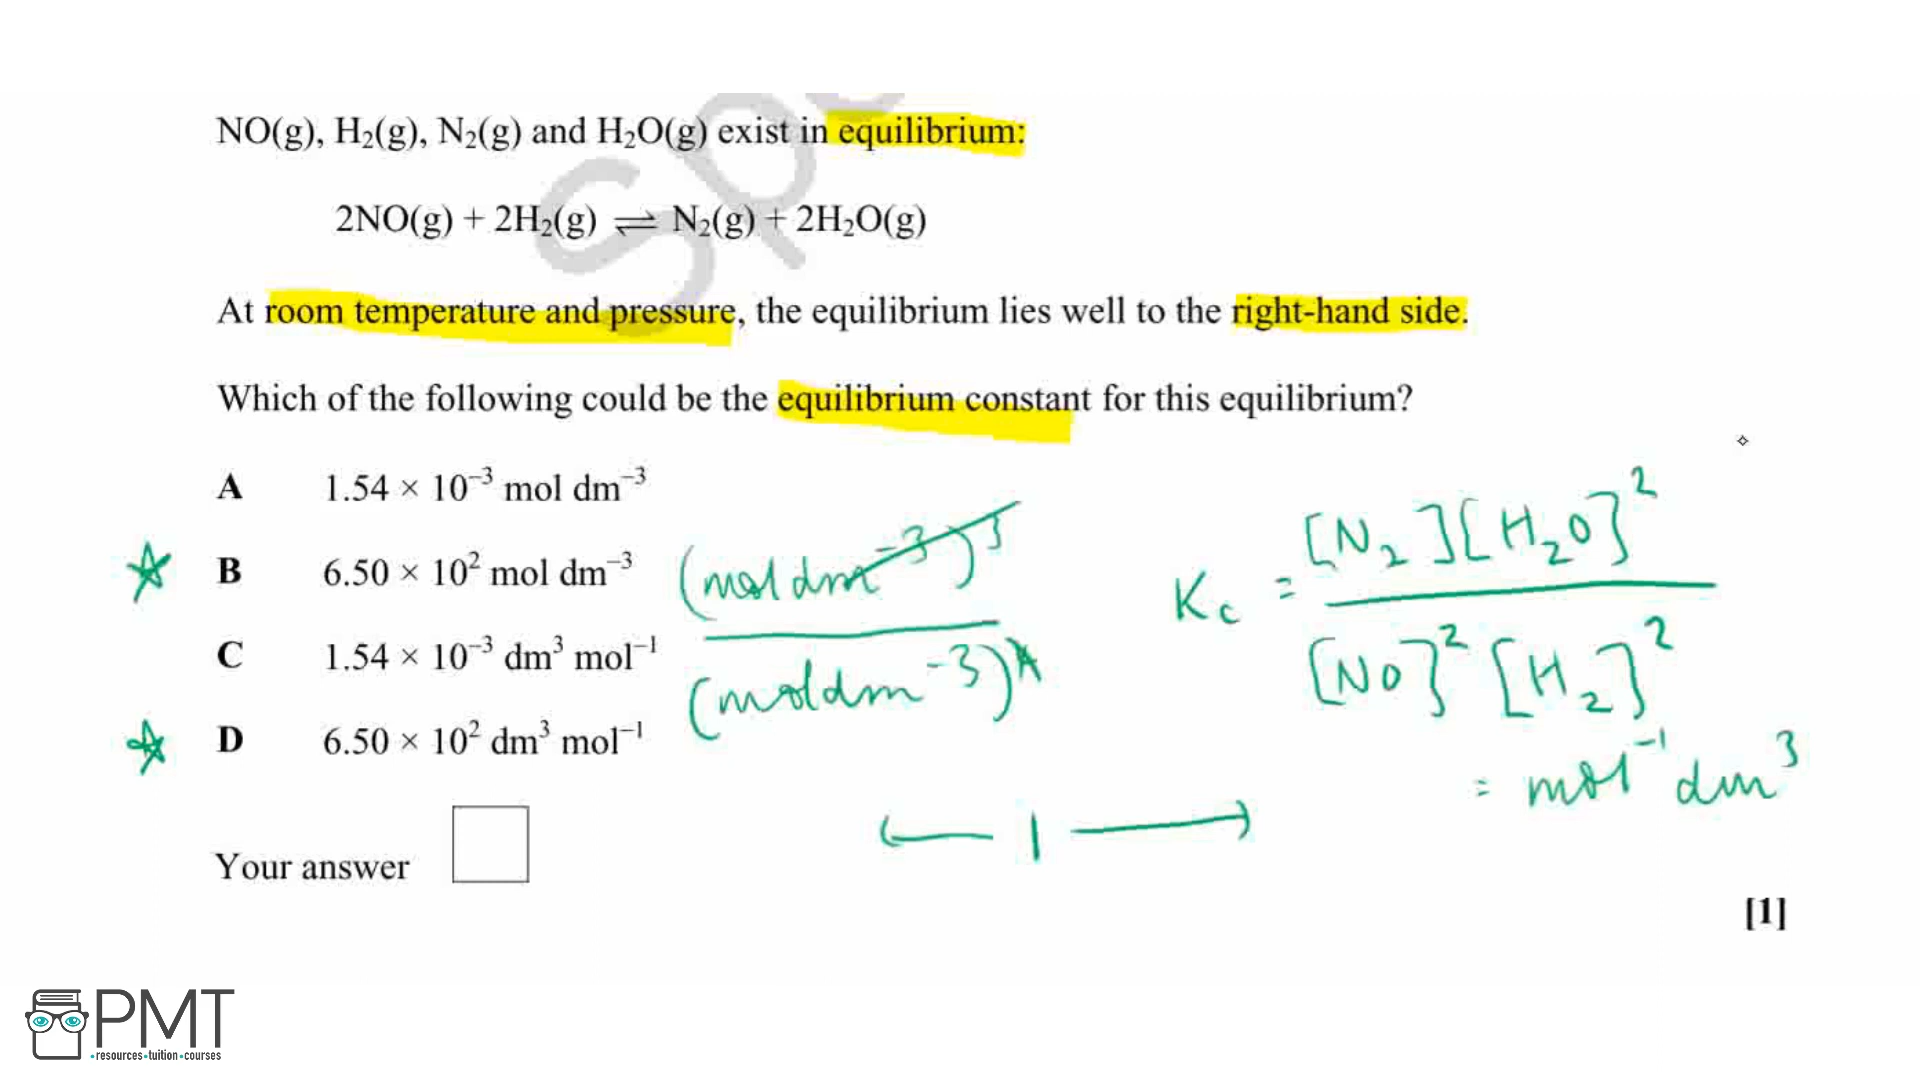 NO(g), H₂(g), N₂(g) and H₂O(g) exist in equilibrium:
2NO(g) + 2H₂(g) ⇌ N₂(g) + 2H₂O(g)
At room temperature and pressure, the equilibrium lies well to the right-hand side.
Which of the following could be the equilibrium constant for this equilibrium?
A 1.54 × 10⁻³ mol dm⁻³
B 6.50 × 10² mol dm⁻³
C 1.54 × 10⁻³ dm³ mol⁻¹
D 6.50 × 10² dm³ mol⁻¹
(mol dm⁻³)³
(mol dm⁻³)
Kc = [N₂][H₂O]²
[NO]²[H₂]²
= mol⁻¹ dm³
1
Your answer
[1]
PMT
•resources•tuition•courses